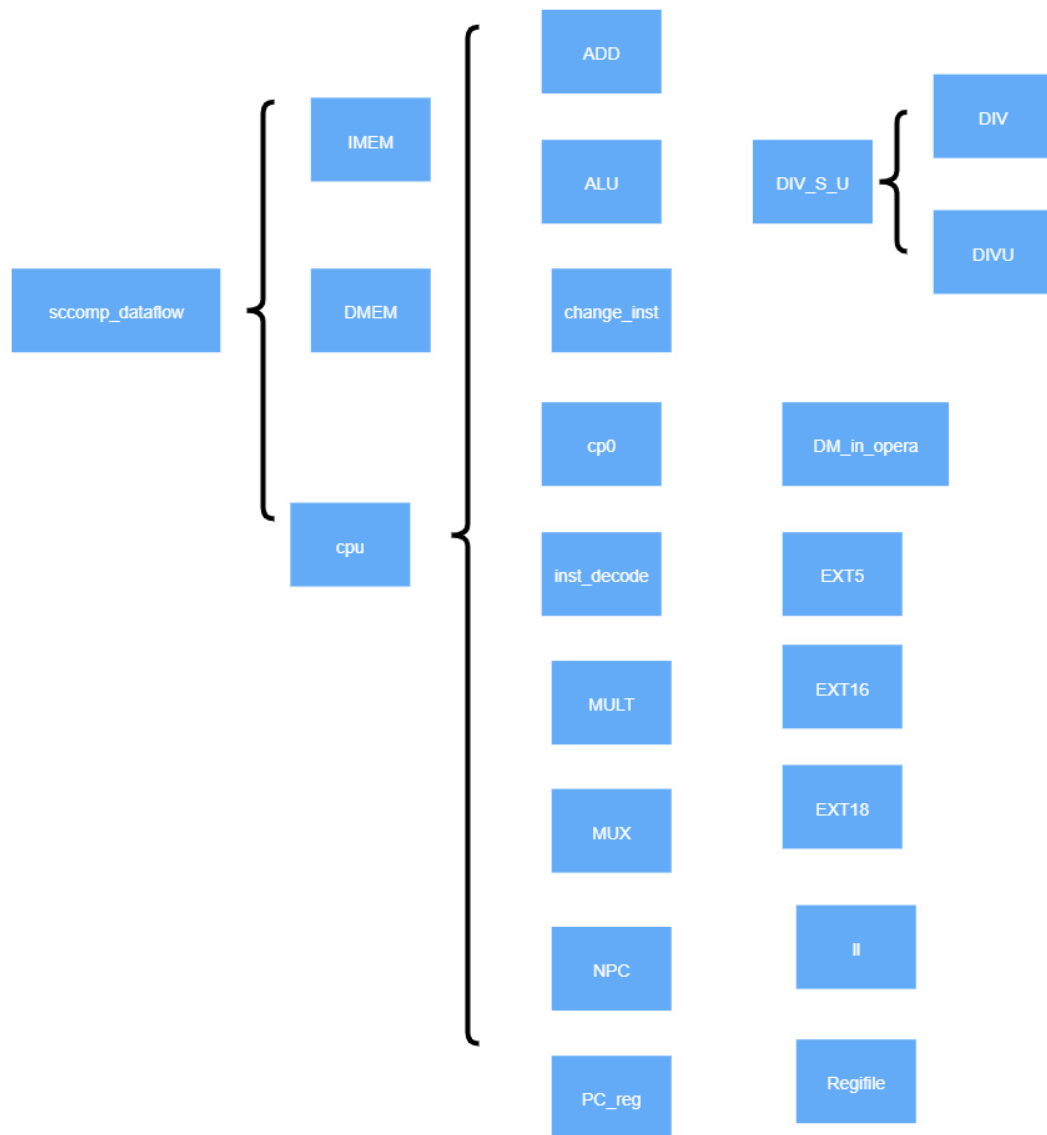 sccomp_dataflow
IMEM
DMEM
cpu
ADD
ALU
change_inst
cp0
inst_decode
MULT
MUX
NPC
PC_reg
DIV_S_U
DIV
DIVU
DM_in_opera
EXT5
EXT16
EXT18
II
Regifile